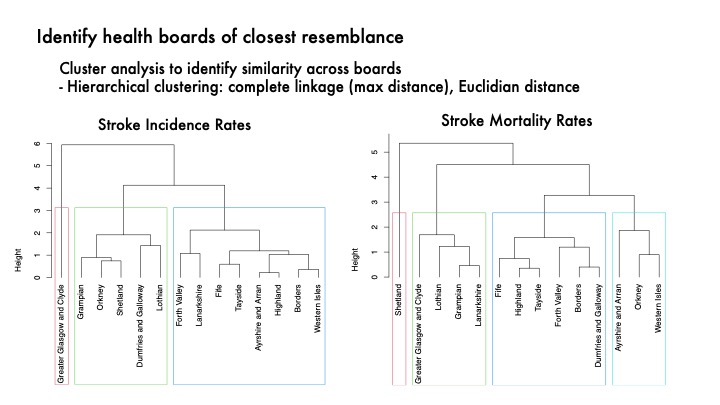 Identify health boards of closest resemblance
Cluster analysis to identify similarity across boards
- Hierarchical clustering: complete linkage (max distance), Euclidian distance
Stroke Incidence Rates
Height
6
5
4
3
2
1
0
Greater Glasgow and Clyde
Grampian
Orkney
Shetland
Dumfries and Galloway
Lothian
Forth Valley
Lanarkshire
Fife
Tayside
Ayrshire and Arran
Highland
Borders
Western Isles
Stroke Mortality Rates
Height
5
4
3
2
1
0
Shetland
Greater Glasgow and Clyde
Lothian
Grampian
Lanarkshire
Fife
Highland
Tayside
Forth Valley
Borders
Dumfries and Galloway
Ayrshire and Arran
Orkney
Western Isles